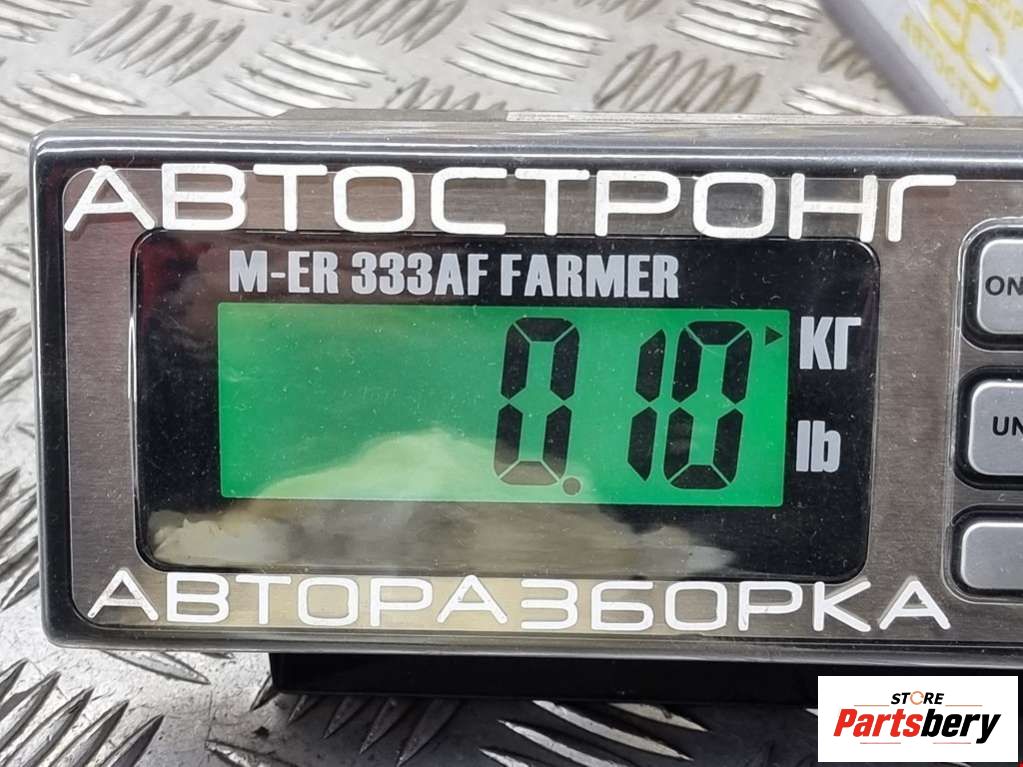 АВТОСТРОНГ
M-ER 333AF FARMER
0.10 КГ
lb
ON
UN
АВТОРАЗБОРКА
STORE
Partsbery